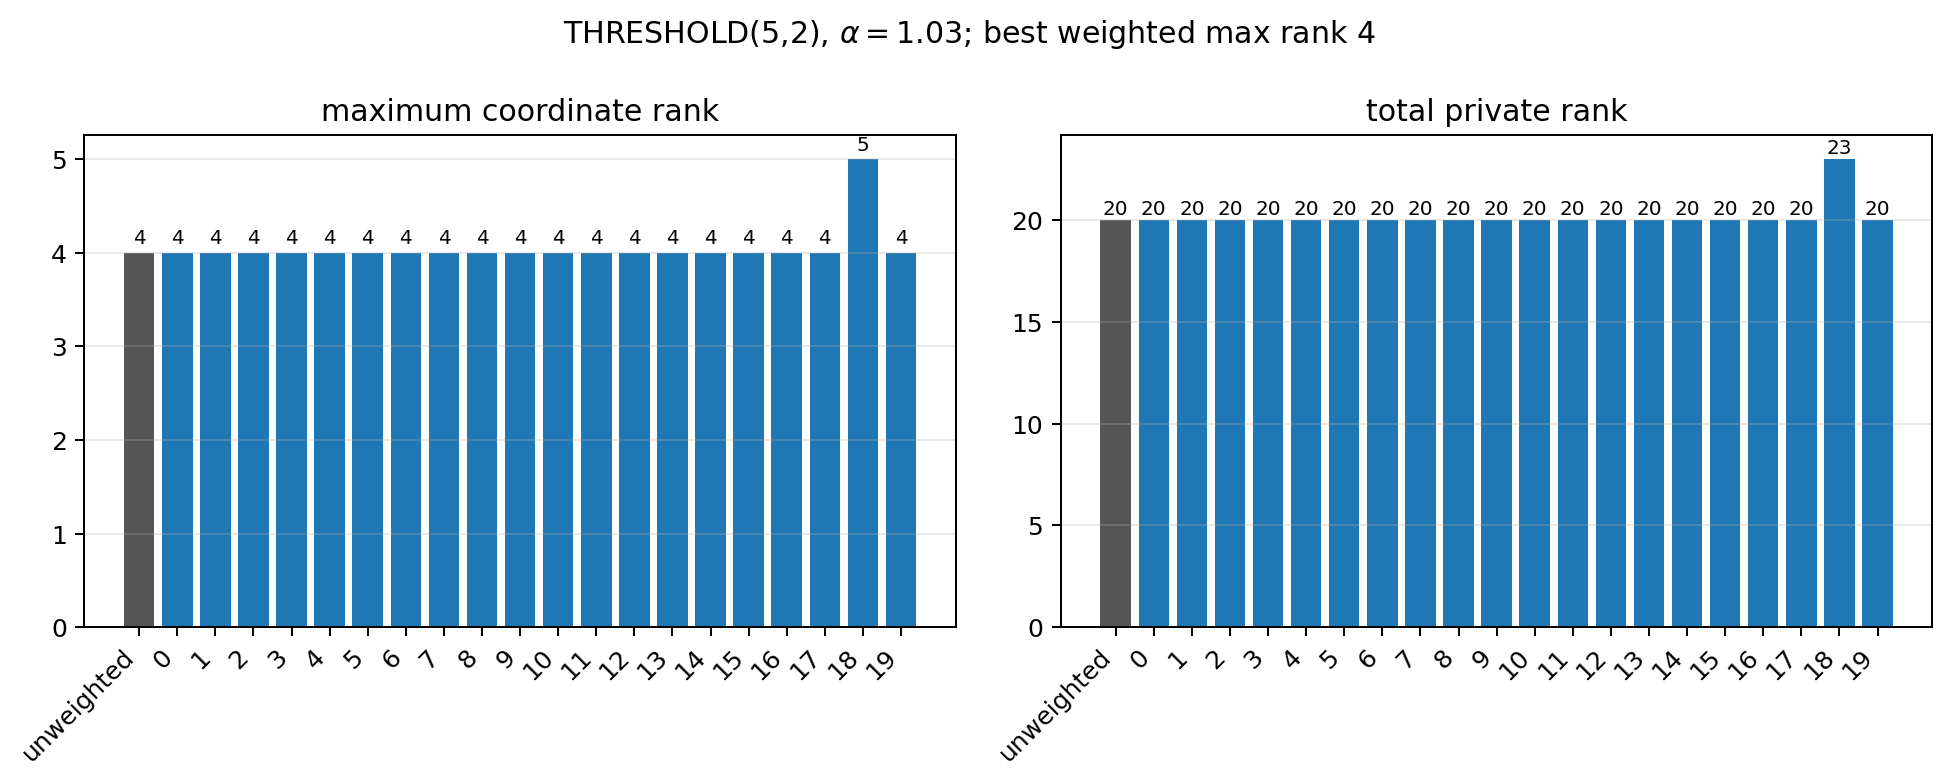 THRESHOLD(5,2), α = 1.03; best weighted max rank 4
maximum coordinate rank
5
4
3
2
1
0
4 4 4 4 4 4 4 4 4 4 4 4 4 4 4 4 4 4 4 5 4
unweighted 0 1 2 3 4 5 6 7 8 9 10 11 12 13 14 15 16 17 18 19
total private rank
20
15
10
5
0
20 20 20 20 20 20 20 20 20 20 20 20 20 20 20 20 20 20 20 23 20
unweighted 0 1 2 3 4 5 6 7 8 9 10 11 12 13 14 15 16 17 18 19